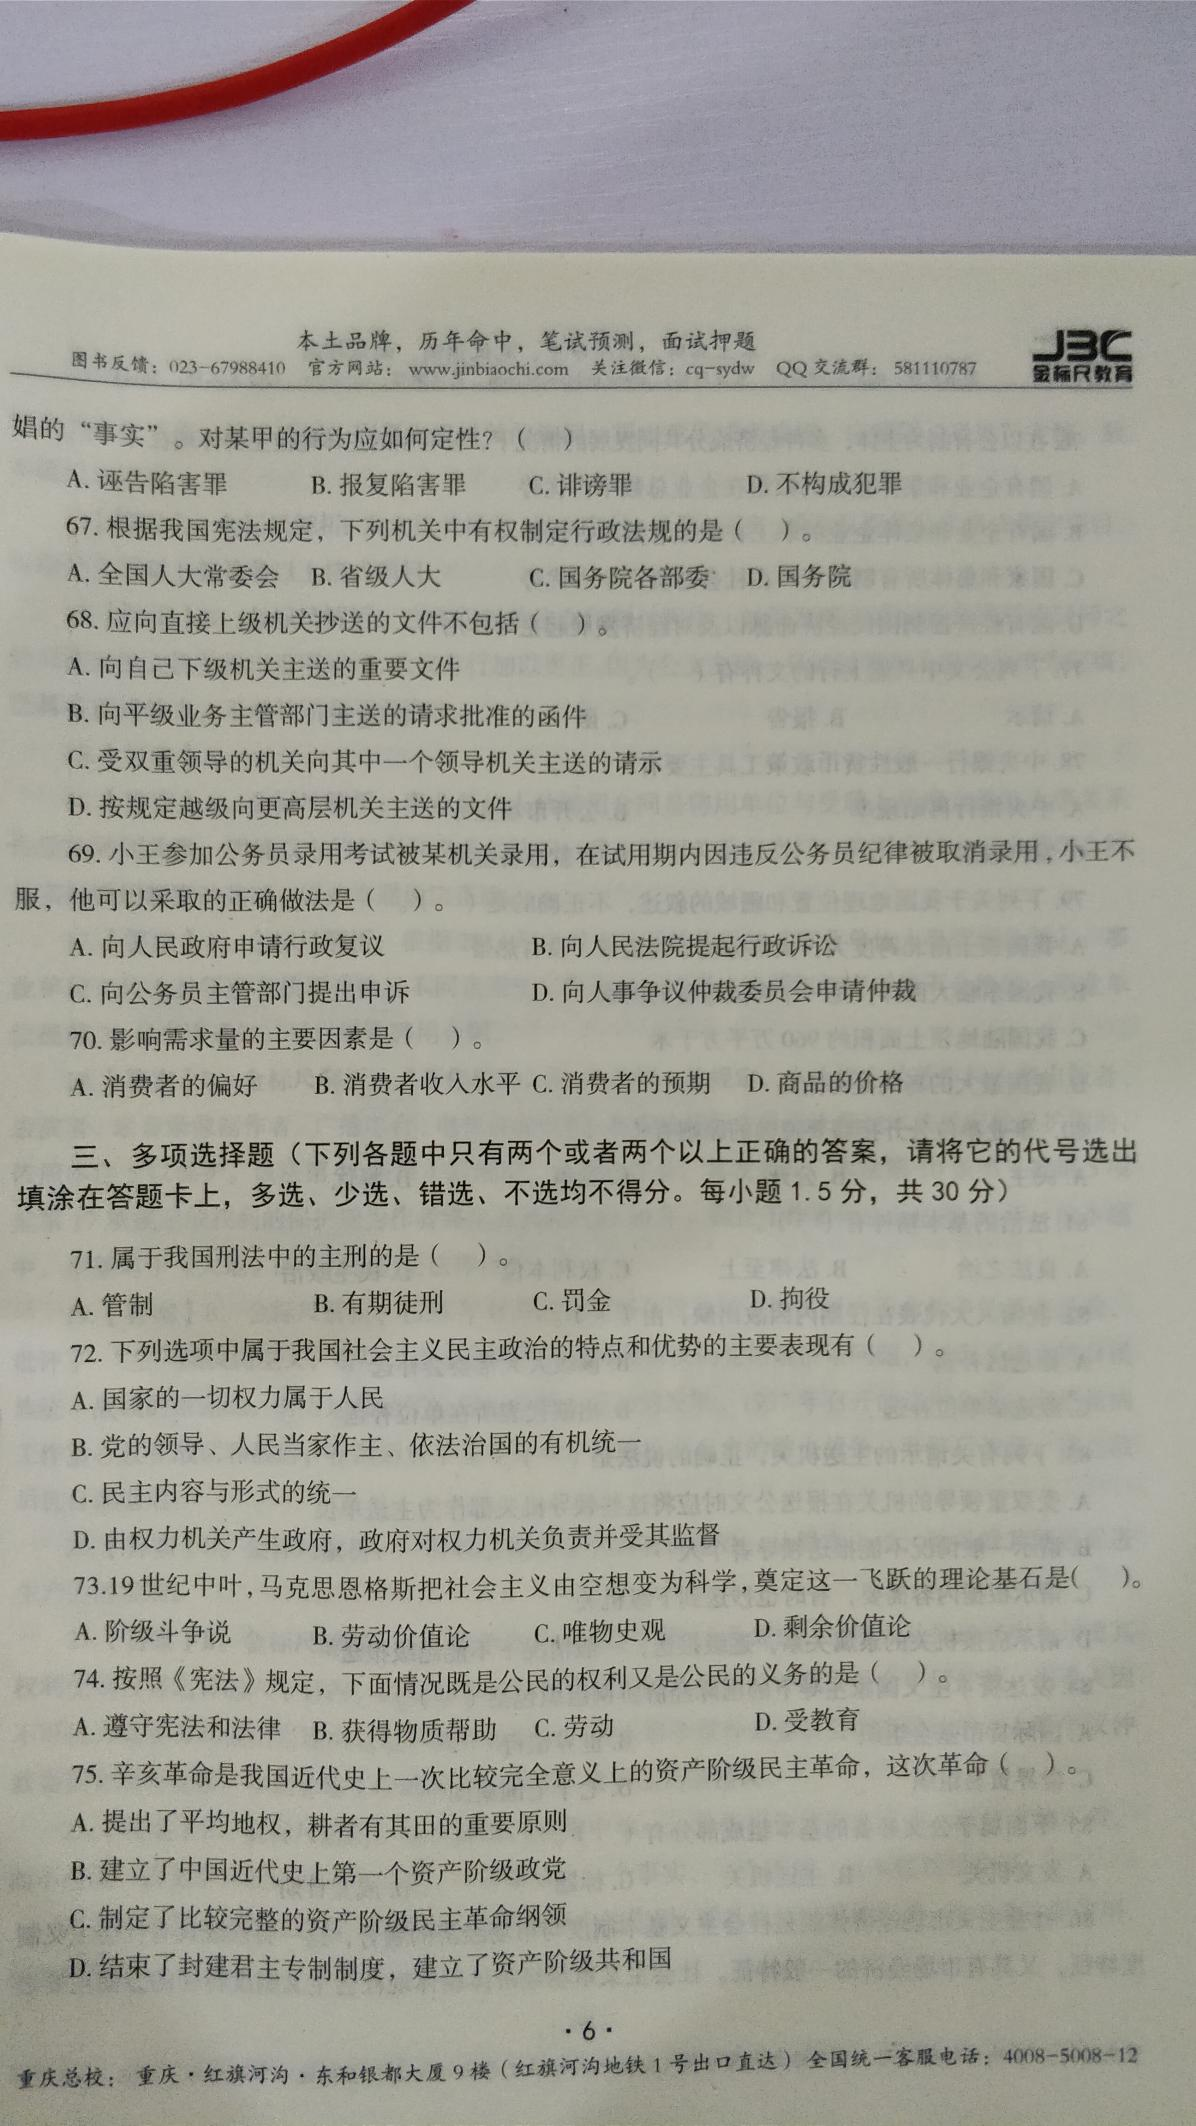 本土品牌，历年命中，笔试预测，面试押题
图书反馈：023-67988410 官方网站：www.jinbiaochi.com 关注微信：cq-sydw QQ交流群：581110787
JBC
金标尺教育
娼的“事实”。对某甲的行为应如何定性？（ ）
A. 诬告陷害罪 B. 报复陷害罪 C. 诽谤罪 D. 不构成犯罪
67. 根据我国宪法规定，下列机关中有权制定行政法规的是（ ）。
A. 全国人大常委会 B. 省级人大 C. 国务院各部委 D. 国务院
68. 应向直接上级机关抄送的文件不包括（ ）。
A. 向自己下级机关主送的重要文件
B. 向平级业务主管部门主送的请求批准的函件
C. 受双重领导的机关向其中一个领导机关主送的请示
D. 按规定越级向更高层机关主送的文件
69. 小王参加公务员录用考试被某机关录用，在试用期内因违反公务员纪律被取消录用，小王不
服，他可以采取的正确做法是（ ）。
A. 向人民政府申请行政复议 B. 向人民法院提起行政诉讼
C. 向公务员主管部门提出申诉 D. 向人事争议仲裁委员会申请仲裁
70. 影响需求量的主要因素是（ ）。
A. 消费者的偏好 B. 消费者收入水平 C. 消费者的预期 D. 商品的价格
三、多项选择题（下列各题中只有两个或者两个以上正确的答案，请将它的代号选出
填涂在答题卡上，多选、少选、错选、不选均不得分。每小题 1.5 分，共 30 分）
71. 属于我国刑法中的主刑的是（ ）。
A. 管制 B. 有期徒刑 C. 罚金 D. 拘役
72. 下列选项中属于我国社会主义民主政治的特点和优势的主要表现有（ ）。
A. 国家的一切权力属于人民
B. 党的领导、人民当家作主、依法治国的有机统一
C. 民主内容与形式的统一
D. 由权力机关产生政府，政府对权力机关负责并受其监督
73.19 世纪中叶，马克思恩格斯把社会主义由空想变为科学，奠定这一飞跃的理论基石是( )。
A. 阶级斗争说 B. 劳动价值论 C. 唯物史观 D. 剩余价值论
74. 按照《宪法》规定，下面情况既是公民的权利又是公民的义务的是（ ）。
A. 遵守宪法和法律 B. 获得物质帮助 C. 劳动 D. 受教育
75. 辛亥革命是我国近代史上一次比较完全意义上的资产阶级民主革命，这次革命（ ）。
A. 提出了平均地权，耕者有其田的重要原则
B. 建立了中国近代史上第一个资产阶级政党
C. 制定了比较完整的资产阶级民主革命纲领
D. 结束了封建君主专制制度，建立了资产阶级共和国
·6·
重庆总校：重庆·红旗河沟·东和银都大厦9楼（红旗河沟地铁1号出口直达）全国统一客服电话：4008-5008-12